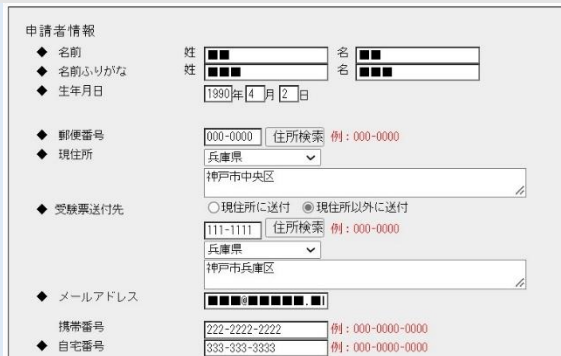 申請者情報
◆ 名前 姓 ■■ 名 ■■
◆ 名前ふりがな 姓 ■■■ 名 ■■■
◆ 生年月日 1990年 4 月 2 日
◆ 郵便番号 000-0000 住所検索 例：000-0000
◆ 現住所 兵庫県
神戸市中央区
◆ 受験票送付先 ○現住所に送付 ◉現住所以外に送付
111-1111 住所検索 例：000-0000
兵庫県
神戸市兵庫区
◆ メールアドレス ■■■@■■■■■.■
携帯番号 222-2222-2222 例：000-0000-0000
◆ 自宅番号 333-333-3333 例：000-0000-0000